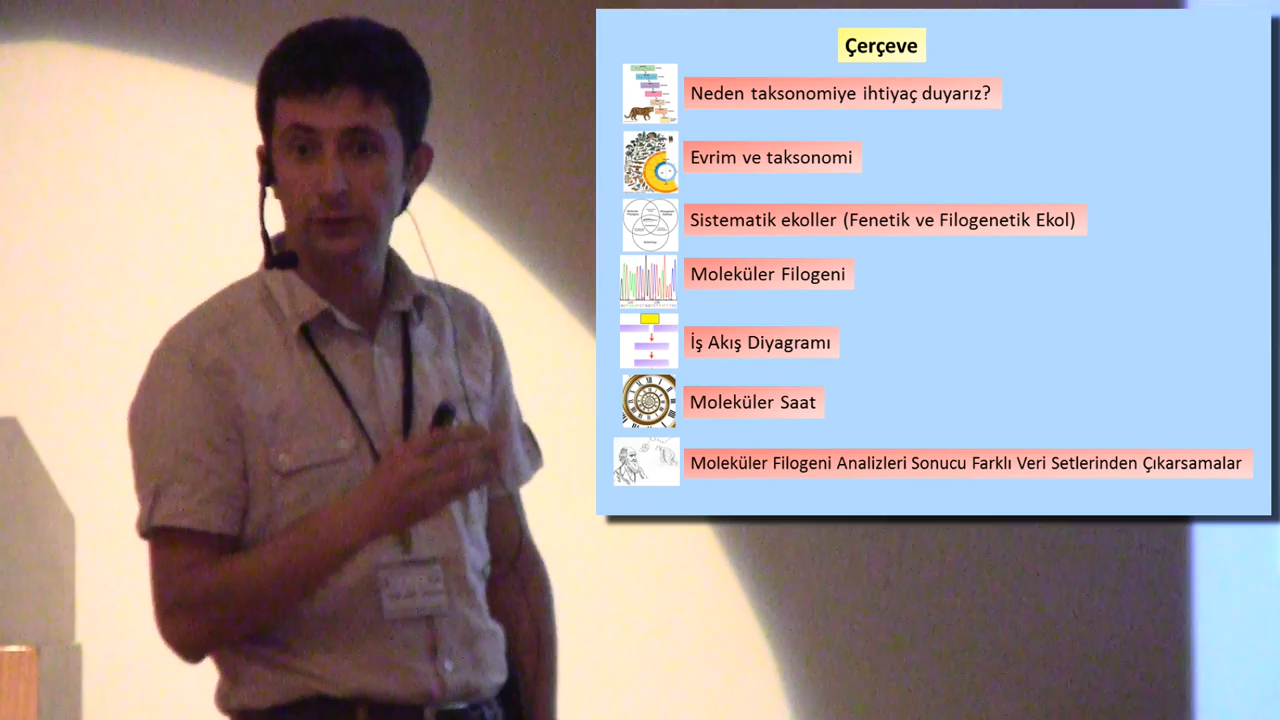 Çerçeve
Neden taksonomiye ihtiyaç duyarız?
Evrim ve taksonomi
Sistematik ekoller (Fenetik ve Filogenetik Ekol)
Moleküler Filogeni
İş Akış Diyagramı
Moleküler Saat
Moleküler Filogeni Analizleri Sonucu Farklı Veri Setlerinden Çıkarsamalar